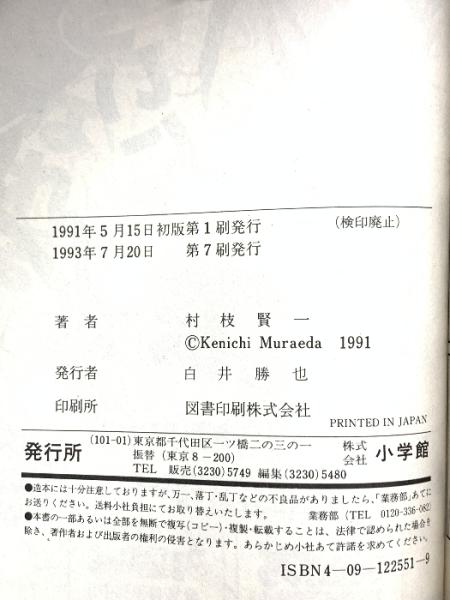 1991年5月15日初版第1刷発行 (検印廃止)
1993年7月20日 第7刷発行
著者 村枝賢一
©Kenichi Muraeda 1991
発行者 白井勝也
印刷所 図書印刷株式会社
PRINTED IN JAPAN
発行所 (101-01)東京都千代田区一ツ橋二の三の一 株式会社 小学館
振替(東京8-200)
TEL 販売(3230)5749 編集(3230)5480
●造本には十分注意しておりますが、万一、落丁・乱丁などの不良品がありましたら、「業務部」あてに
お送りください。送料小社負担にてお取り替えいたします。 業務部(TEL 0120-336-082)
●本書の一部あるいは全部を無断で複写(コピー)・複製・転載することは、法律で認められた場合を
除き、著作者および出版者の権利の侵害となります。あらかじめ小社あて許諾を求めてください。
ISBN4-09-122551-9